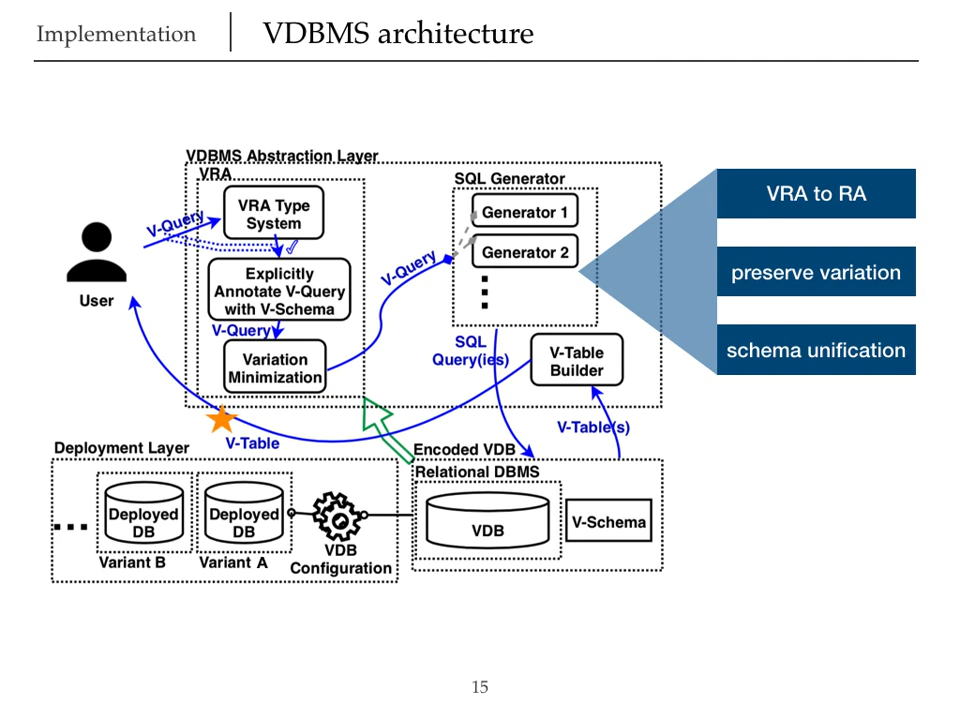 Implementation
VDBMS architecture
VDBMS Abstraction Layer
VRA
V-Query
VRA Type
System
Explicitly
Annotate V-Query
with V-Schema
V-Query
Variation
Minimization
V-Query
SQL Generator
Generator 1
Generator 2
SQL
Query(ies)
V-Table
Builder
V-Table(s)
VRA to RA
preserve variation
schema unification
User
V-Table
Deployment Layer
Deployed
DB
Variant B
Deployed
DB
Variant A
VDB
Configuration
Encoded VDB
Relational DBMS
VDB
V-Schema
15